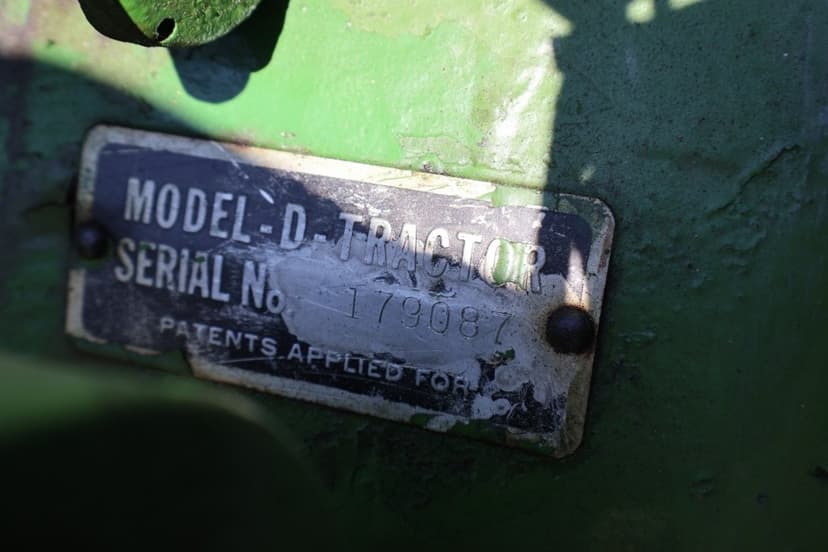 MODEL-D-TRACTOR
SERIAL No 179087
PATENTS APPLIED FOR